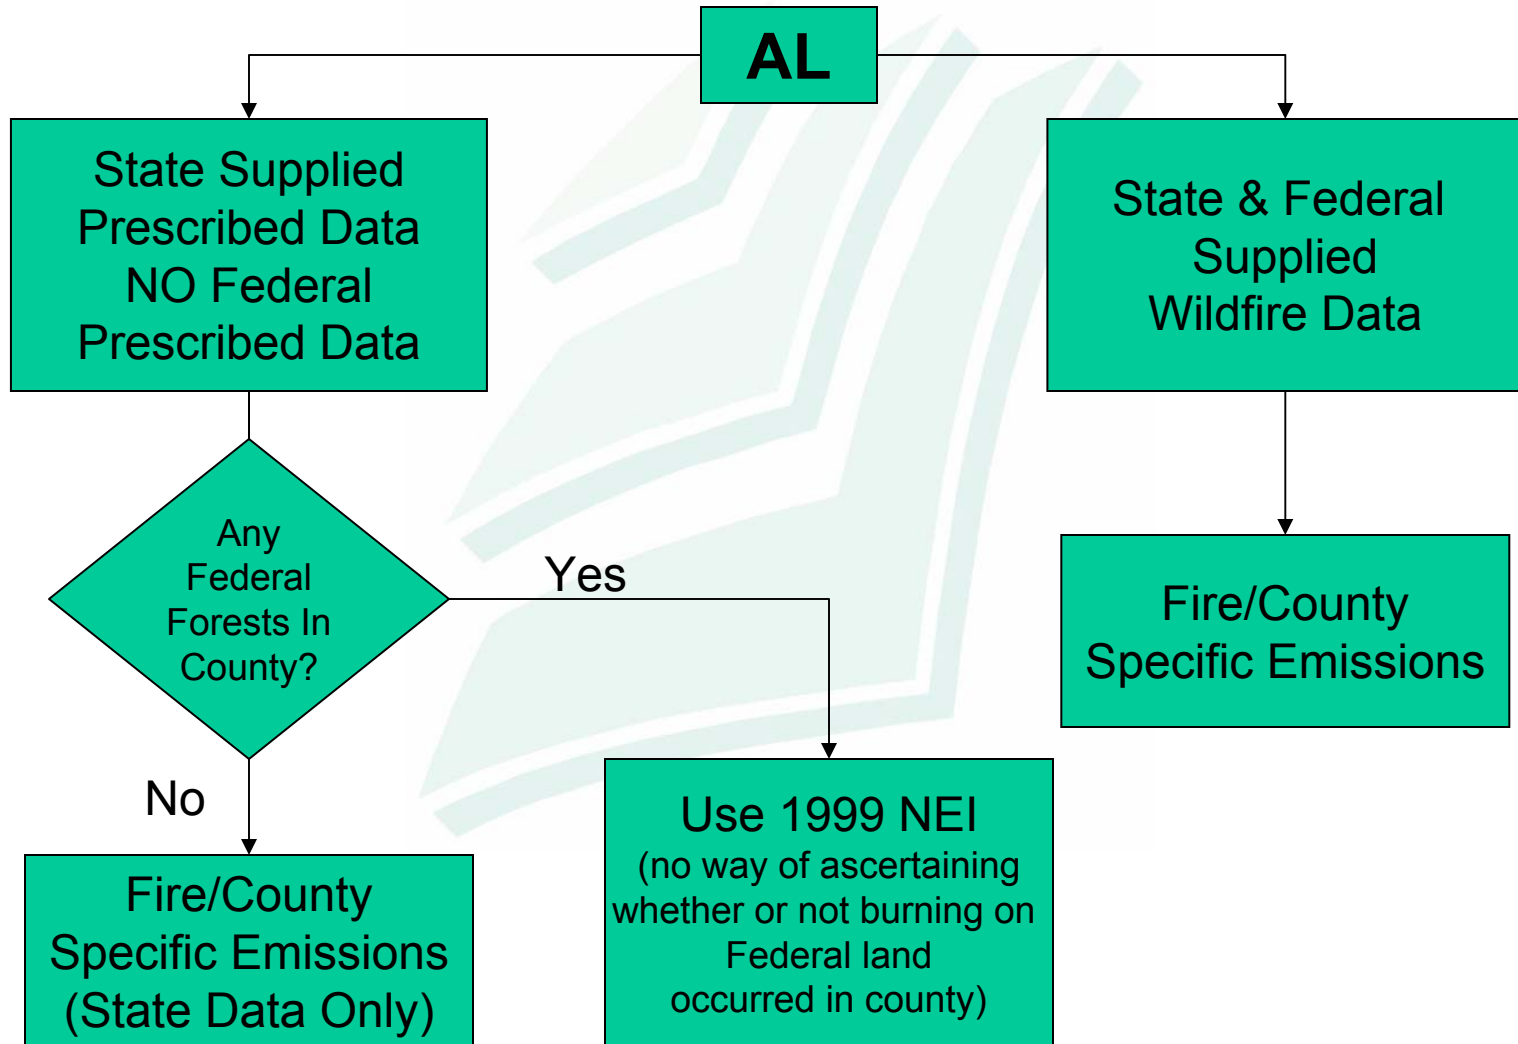 AL
State Supplied
Prescribed Data
NO Federal
Prescribed Data
State & Federal
Supplied
Wildfire Data
Any
Federal
Forests In
County?
Yes
No
Fire/County
Specific Emissions
Fire/County
Specific Emissions
(State Data Only)
Use 1999 NEI
(no way of ascertaining
whether or not burning on
Federal land
occurred in county)